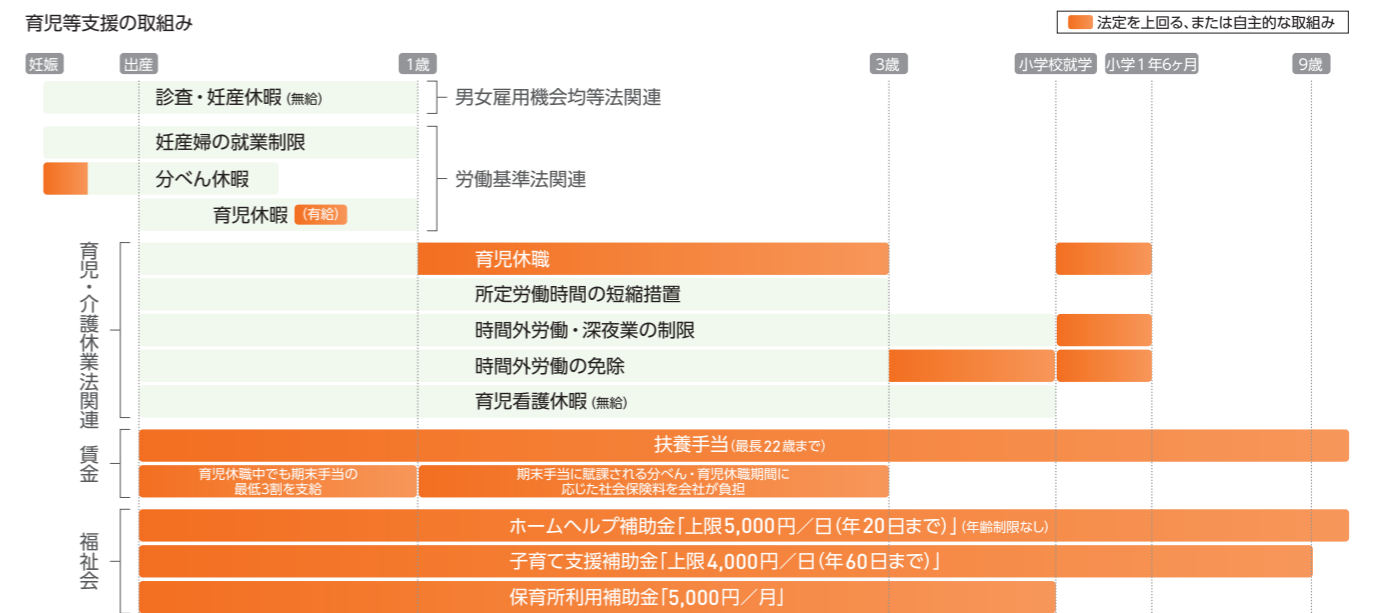 育児等支援の取組み
法定を上回る、または自主的な取組み
妊娠 出産 1歳 3歳 小学校就学 小学1年6ヶ月 9歳
診査・妊産休暇(無給)
男女雇用機会均等法関連
妊産婦の就業制限
分べん休暇
労働基準法関連
育児休暇(有給)
育児・介護休業法関連
育児休職
所定労働時間の短縮措置
時間外労働・深夜業の制限
時間外労働の免除
育児看護休暇(無給)
賃金
扶養手当(最長22歳まで)
育児休職中でも期末手当の
最低3割を支給
期末手当に賦課される分べん・育児休職期間に
応じた社会保険料を会社が負担
福祉会
ホームヘルプ補助金「上限5,000円/日(年20日まで)」(年齢制限なし)
子育て支援補助金「上限4,000円/日(年60日まで)」
保育所利用補助金「5,000円/月」